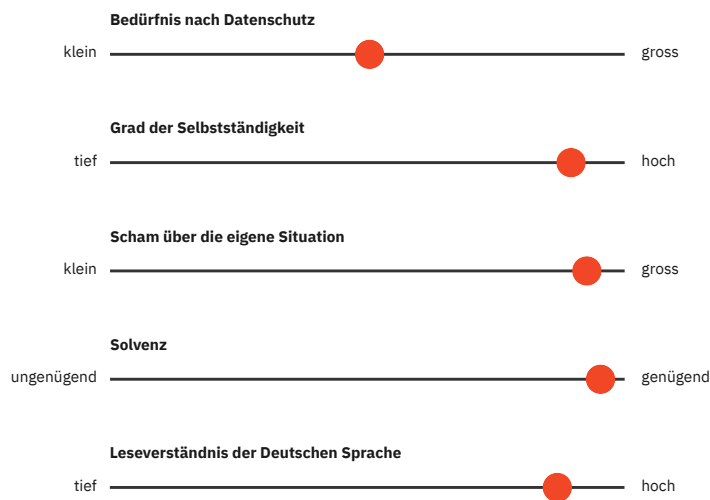 Bedürfnis nach Datenschutz
klein gross
Grad der Selbstständigkeit
tief hoch
Scham über die eigene Situation
klein gross
Solvenz
ungenügend genügend
Leseverständnis der Deutschen Sprache
tief hoch